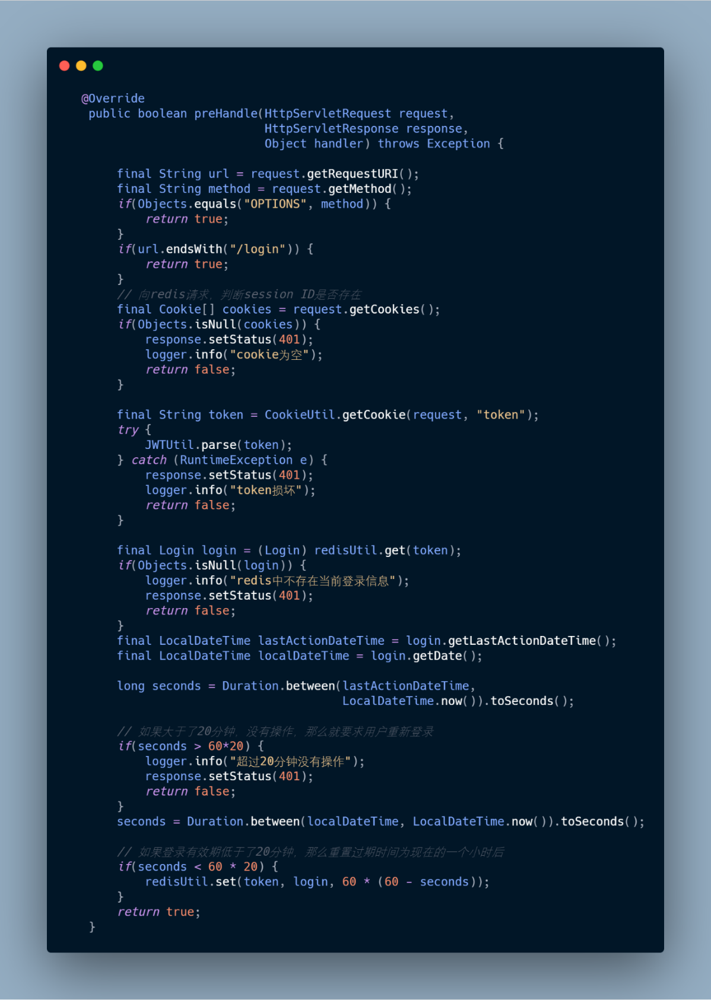 @Override
public boolean preHandle(HttpServletRequest request,
HttpServletResponse response,
Object handler) throws Exception {
final String url = request.getRequestURI();
final String method = request.getMethod();
if(Objects.equals("OPTIONS", method)) {
return true;
}
if(url.endsWith("/login")) {
return true;
}
// 向redis请求，判断session ID是否存在
final Cookie[] cookies = request.getCookies();
if(Objects.isNull(cookies)) {
response.setStatus(401);
logger.info("cookie为空");
return false;
}
final String token = CookieUtil.getCookie(request, "token");
try {
JWTUtil.parse(token);
} catch (RuntimeException e) {
response.setStatus(401);
logger.info("token损坏");
return false;
}
final Login login = (Login) redisUtil.get(token);
if(Objects.isNull(login)) {
logger.info("redis中不存在当前登录信息");
response.setStatus(401);
return false;
}
final LocalDateTime lastActionDateTime = login.getLastActionDateTime();
final LocalDateTime localDateTime = login.getDate();
long seconds = Duration.between(lastActionDateTime,
LocalDateTime.now()).toSeconds();
// 如果大于了20分钟，没有操作，那么就要求用户重新登录
if(seconds > 60*20) {
logger.info("超过20分钟没有操作");
response.setStatus(401);
return false;
}
seconds = Duration.between(localDateTime, LocalDateTime.now()).toSeconds();
// 如果登录有效期低于了20分钟，那么重置过期时间为现在的一个小时后
if(seconds < 60 * 20) {
redisUtil.set(token, login, 60 * (60 - seconds));
}
return true;
}